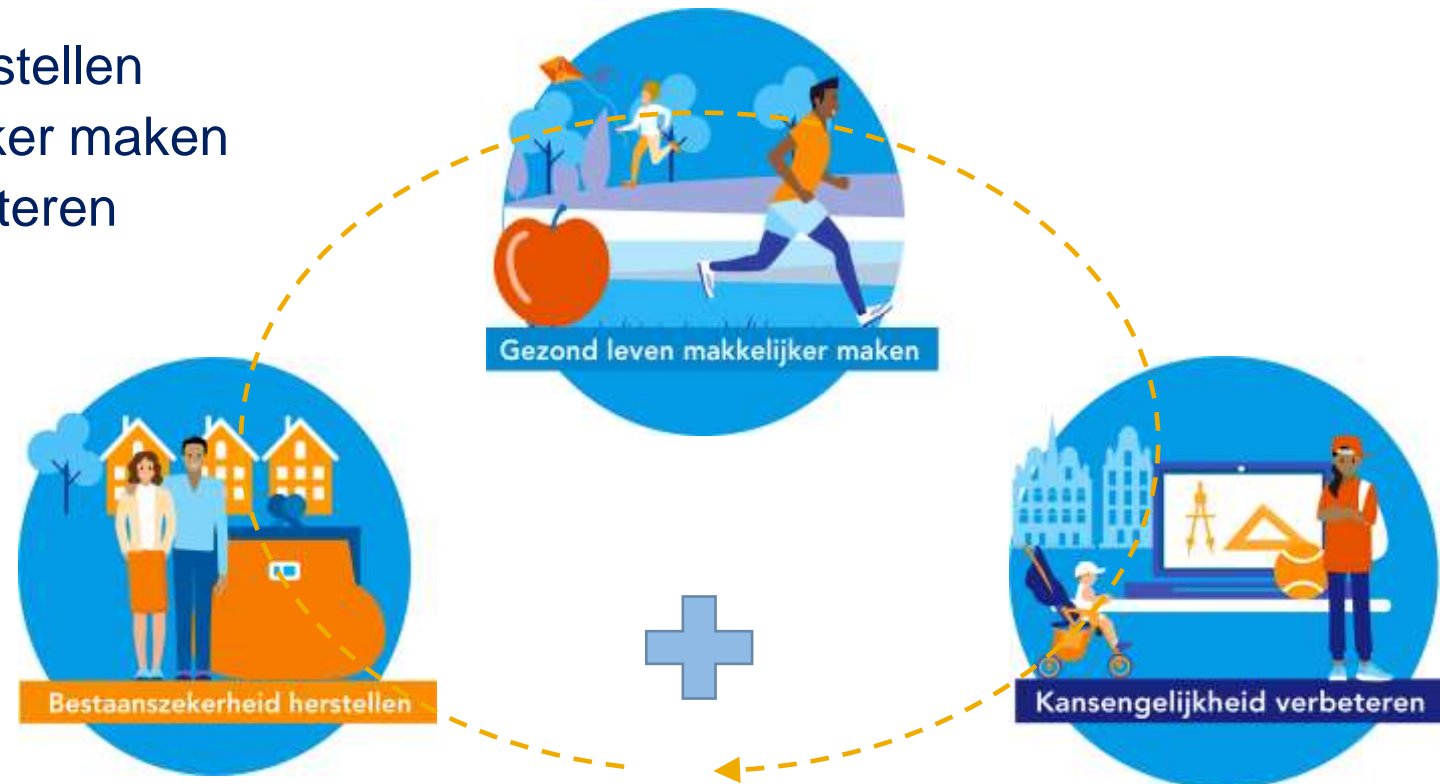 stellen
ker maken
teren
Gezond leven makkelijker maken
Bestaanszekerheid herstellen
Kansengelijkheid verbeteren